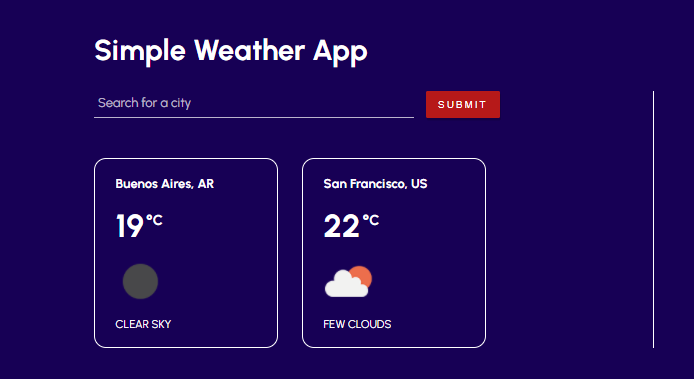 Simple Weather App
Search for a city
SUBMIT
Buenos Aires, AR
19°C
CLEAR SKY
San Francisco, US
22°C
FEW CLOUDS